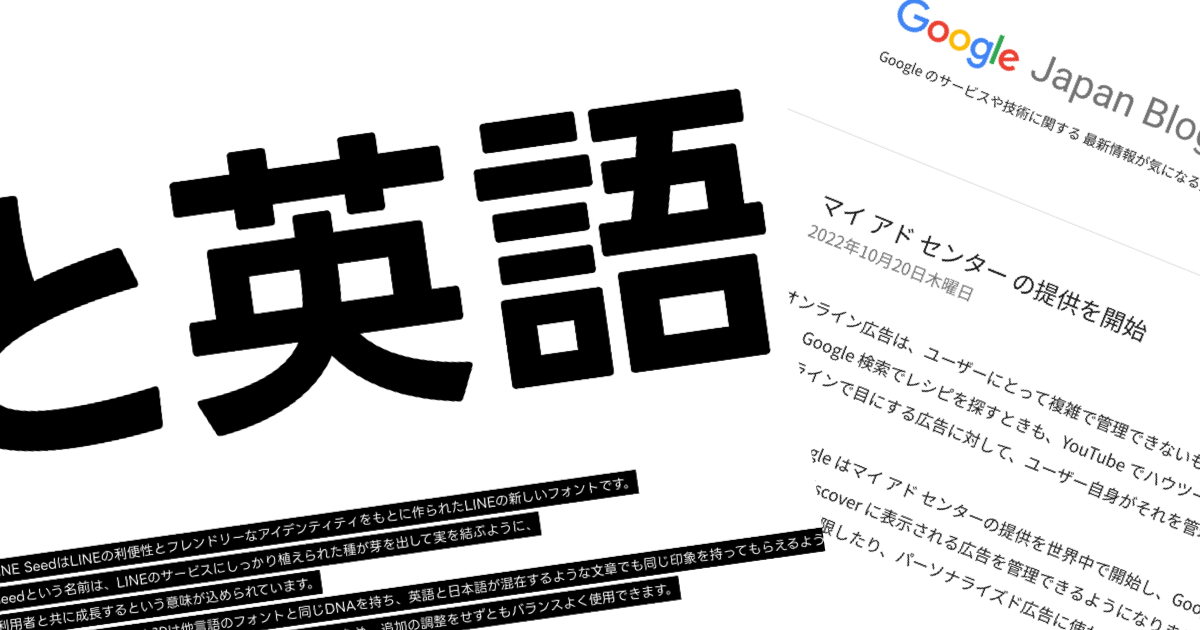 と英語
INE SeedはLINEの利便性とフレンドリーなアイデンティティをもとに作られたLINEの新しいフォントです。
Seedという名前は、LINEのサービスにしっかり植えられた種が芽を出して実を結ぶように、
利用者と共に成長するという意味が込められています。
は他言語のフォントと同じDNAを持ち、英語と日本語が混在するような文章でも同じ印象を持ってもらえるよう
追加の調整をせずともバランスよく使用できます。
Google Japan Blog
Google のサービスや技術に関する 最新情報が気になる
マイ アド センター の提供を開始
2022年10月20日木曜日
オンライン広告は、ユーザーにとって複雑で管理できないも
Google 検索でレシピを探すときも、YouTube でハウツー
ラインで目にする広告に対して、ユーザー自身がそれを管
gle はマイ アド センターの提供を世界中で開始し、Goo
scover に表示される広告を管理できるようになりま
限したり、パーソナライズド広告に使